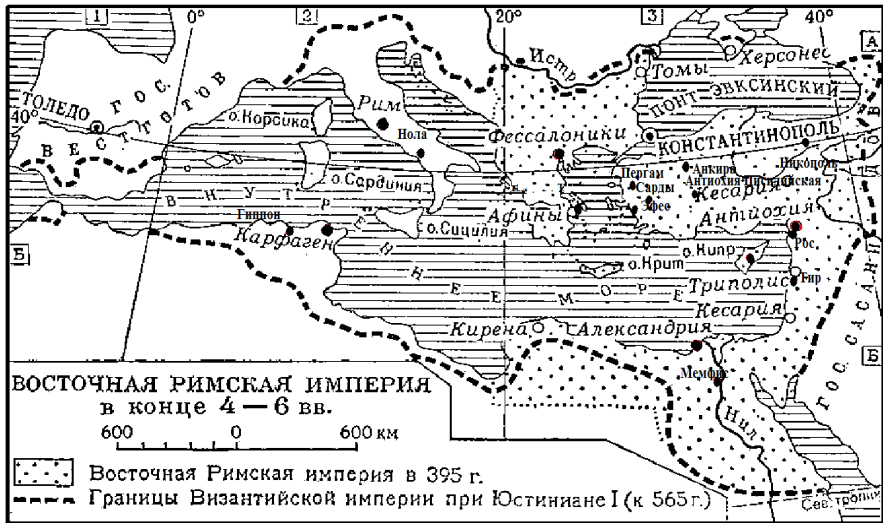 1 0° 2 20° 3 40°
А
Истр
Херсонес
Томы
ПОНТ ЭВКСИНСКИЙ
ГОС. ВЕСТГОТОВ
ТОЛЕДО
40°
о.Корсика
Рим
Нола
Фессалоники
КОНСТАНТИНОПОЛЬ
Никополь
Анкира
Пергам
Антиохия-Писидийская
Сарды
Кесария
о.Сардиния
Эфес
Афины
Антиохия
Гиппон
Карфаген
о.Сицилия
Рос.
Б
о.Кипр
о.Крит
Тир
Триполис
ВНУТРЕННЕЕ МОРЕ
Кесария
Кирена
Александрия
ГОС. САСАНИДОВ
Б
Мемфис
Нил
ВОСТОЧНАЯ РИМСКАЯ ИМПЕРИЯ
в конце 4 — 6 вв.
600 0 600 км
Восточная Римская империя в 395 г.
Границы Византийской империи при Юстиниане I (к 565 г.)